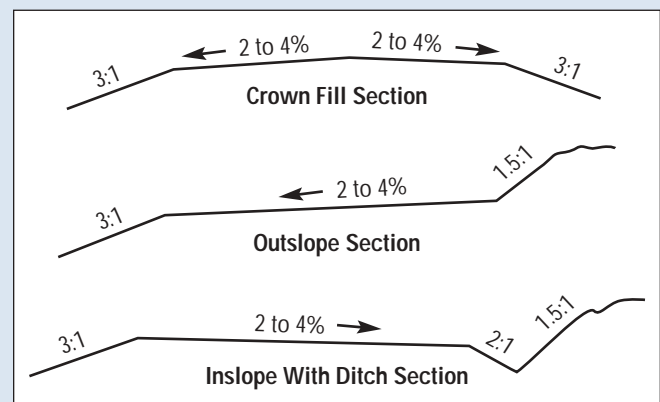 3:1
2 to 4%
2 to 4%
3:1
Crown Fill Section
3:1
2 to 4%
1.5:1
Outslope Section
3:1
2 to 4%
2:1
1.5:1
Inslope With Ditch Section